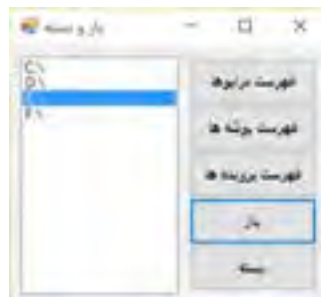 باز و بسته
C:\
D:\
F:\
فهرست درایوها
فهرست پوشه ها
فهرست پرونده ها
باز
بسته